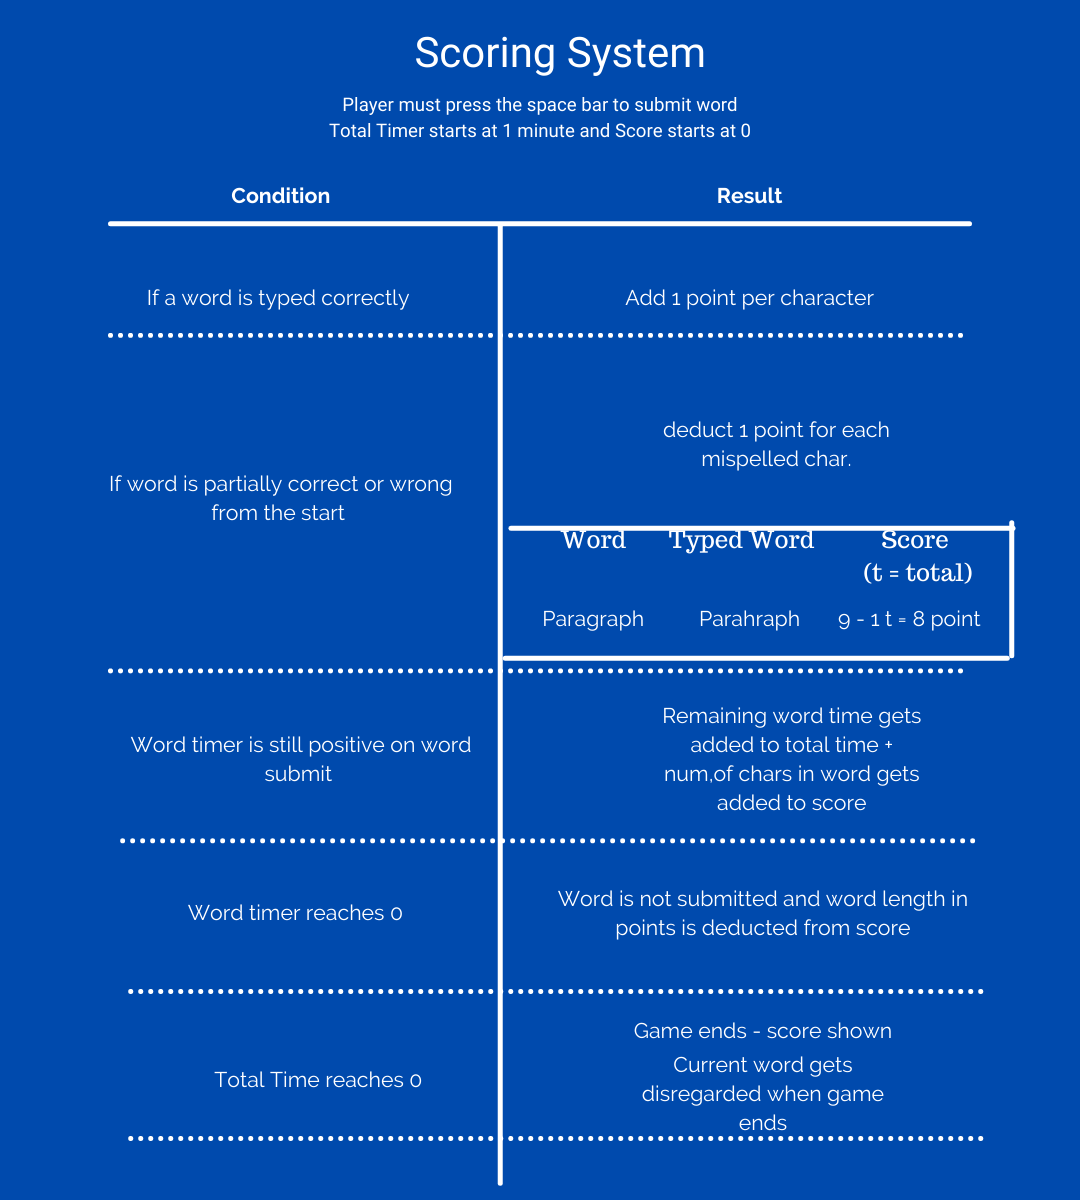 Scoring System
Player must press the space bar to submit word
Total Timer starts at 1 minute and Score starts at 0
Condition
Result
If a word is typed correctly
Add 1 point per character
If word is partially correct or wrong
from the start
deduct 1 point for each
mispelled char.
Word
Typed Word
Score
(t = total)
Paragraph
Parahraph
9 - 1 t = 8 point
Word timer is still positive on word
submit
Remaining word time gets
added to total time +
num,of chars in word gets
added to score
Word timer reaches 0
Word is not submitted and word length in
points is deducted from score
Total Time reaches 0
Game ends - score shown
Current word gets
disregarded when game
ends